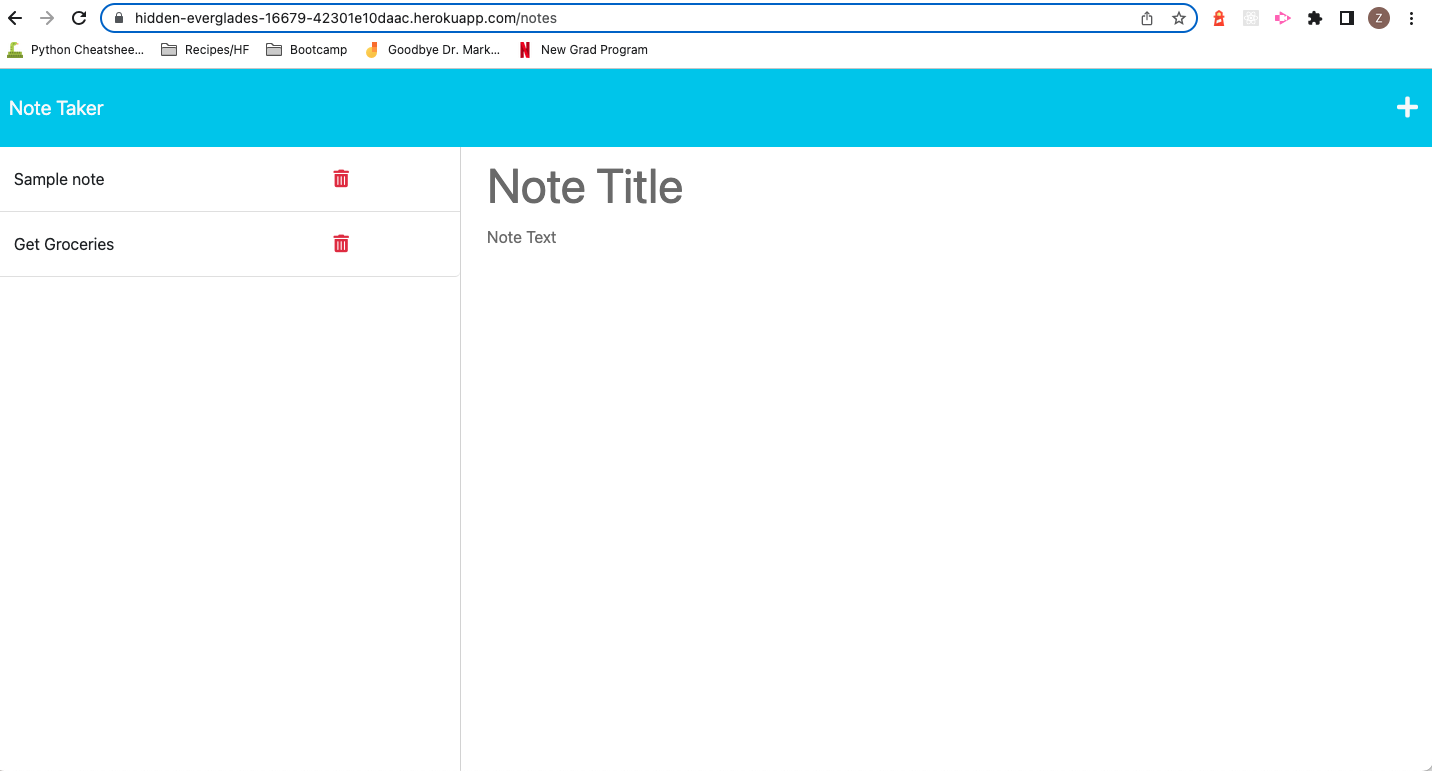 hidden-everglades-16679-42301e10daac.herokuapp.com/notes
Z
Python Cheatshee... Recipes/HF Bootcamp Goodbye Dr. Mark... New Grad Program
Note Taker
Sample note
Get Groceries
Note Title
Note Text